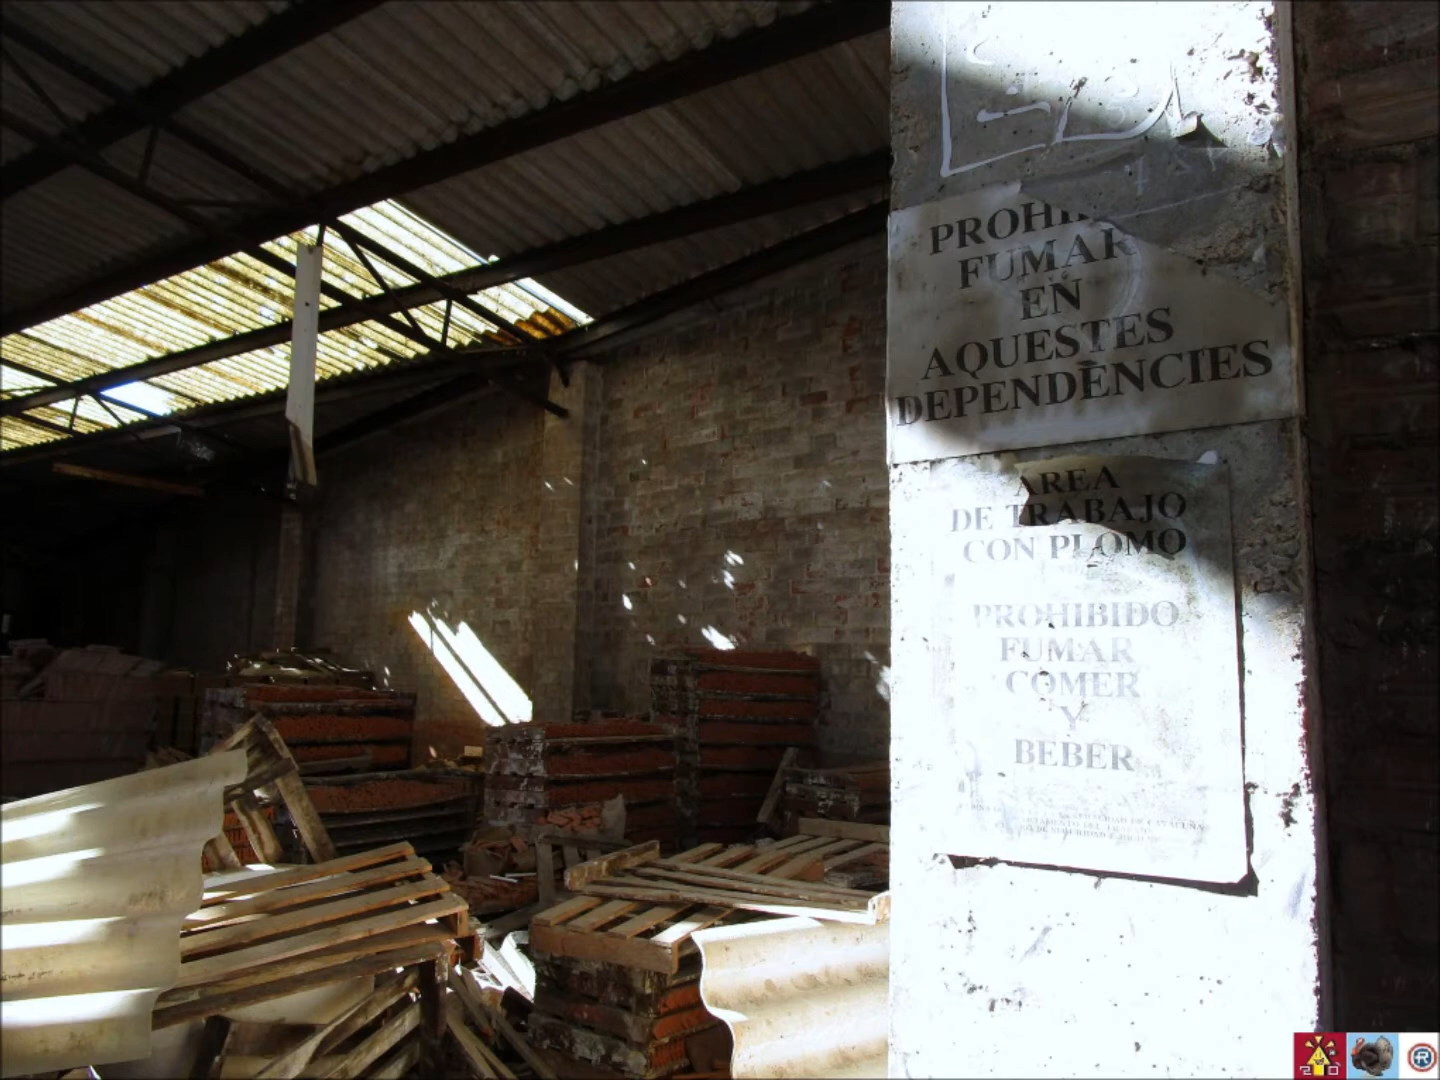 PROHI
FUMAR
EN
AQUESTES
DEPENDÈNCIES
AREA
DE TRABAJO
CON PLOMO
PROHIBIDO
FUMAR
COMER
Y
BEBER